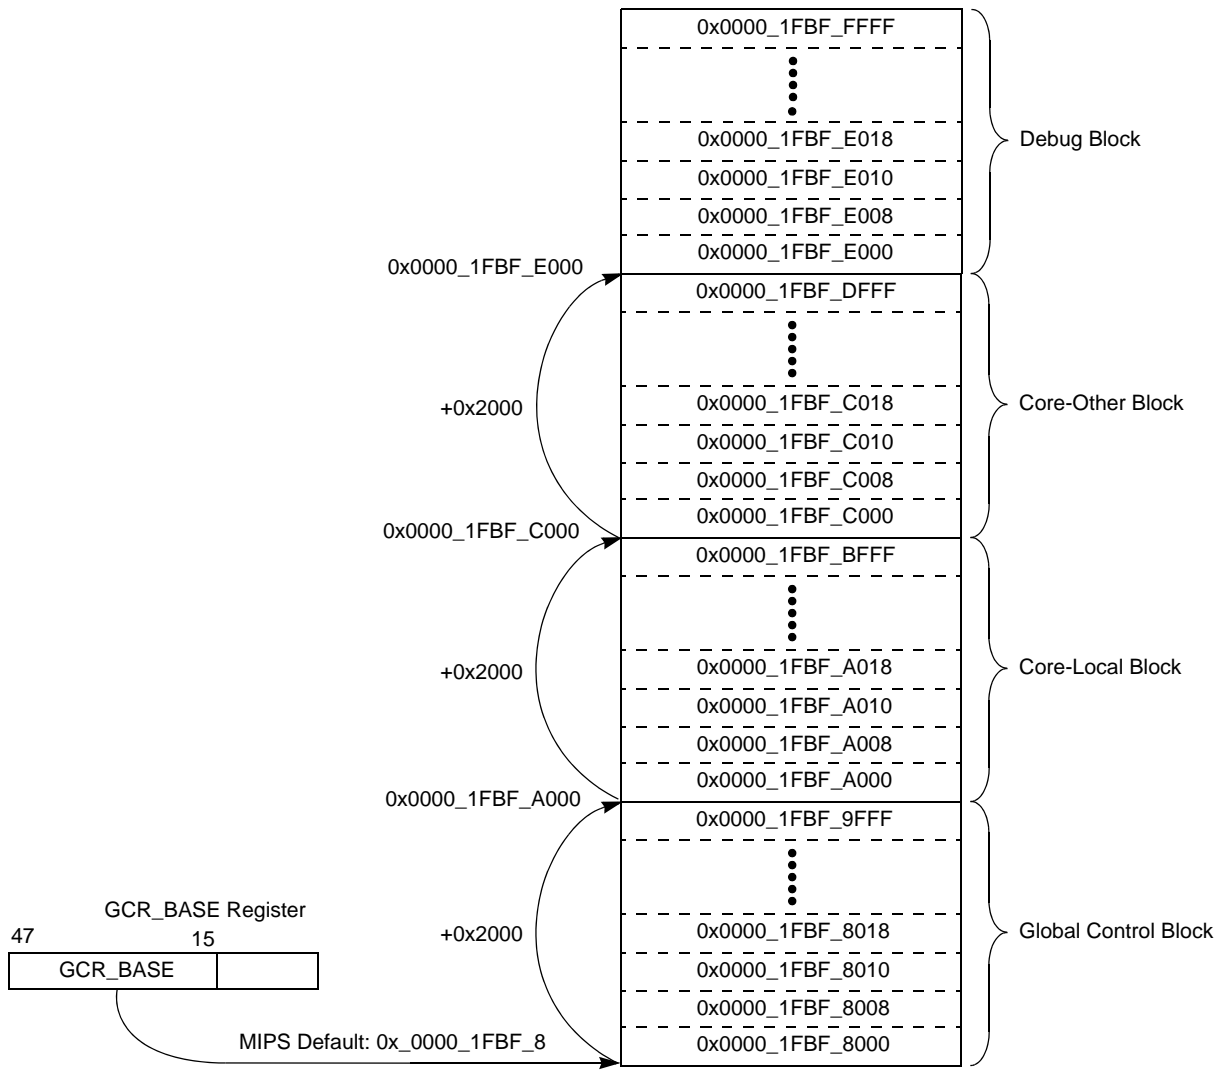 0x0000_1FBF_FFFF
0x0000_1FBF_E018
Debug Block
0x0000_1FBF_E010
0x0000_1FBF_E008
0x0000_1FBF_E000
0x0000_1FBF_E000
0x0000_1FBF_DFFF
+0x2000
0x0000_1FBF_C018
Core-Other Block
0x0000_1FBF_C010
0x0000_1FBF_C008
0x0000_1FBF_C000
0x0000_1FBF_C000
0x0000_1FBF_BFFF
+0x2000
0x0000_1FBF_A018
Core-Local Block
0x0000_1FBF_A010
0x0000_1FBF_A008
0x0000_1FBF_A000
0x0000_1FBF_A000
0x0000_1FBF_9FFF
GCR_BASE Register
47 15
GCR_BASE
+0x2000
0x0000_1FBF_8018
Global Control Block
0x0000_1FBF_8010
0x0000_1FBF_8008
MIPS Default: 0x_0000_1FBF_8
0x0000_1FBF_8000